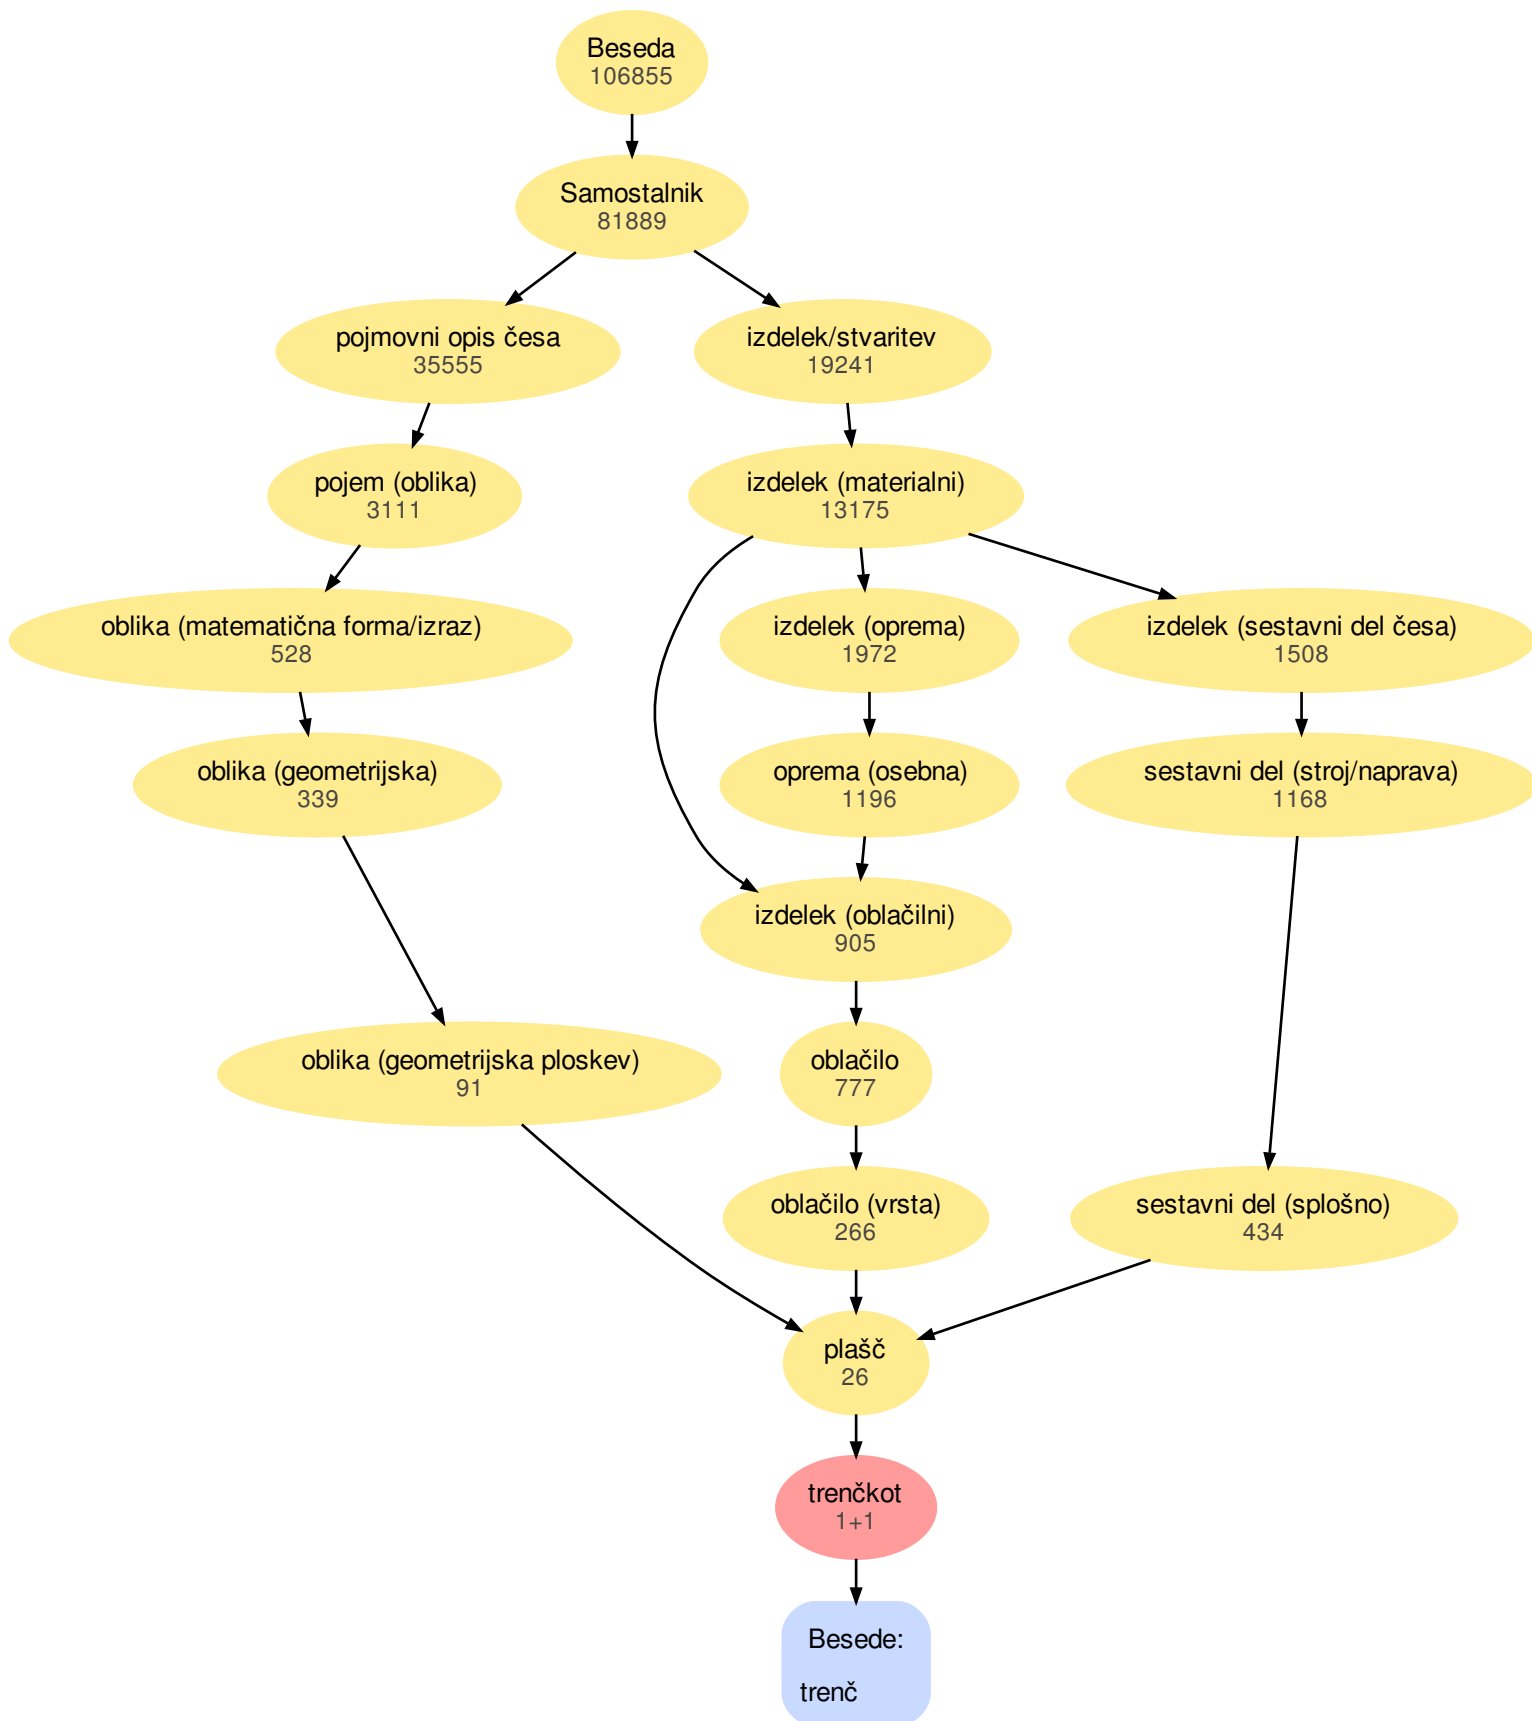 Beseda
106855
Samostalnik
81889
pojmovni opis česa
35555
izdelek/stvaritev
19241
pojem (oblika)
3111
izdelek (materialni)
13175
oblika (matematična forma/izraz)
528
izdelek (oprema)
1972
izdelek (sestavni del česa)
1508
oblika (geometrijska)
339
oprema (osebna)
1196
sestavni del (stroj/naprava)
1168
izdelek (oblačilni)
905
oblika (geometrijska ploskev)
91
oblačilo
777
oblačilo (vrsta)
266
sestavni del (splošno)
434
plašč
26
trenčkot
1+1
Besede:
trenč